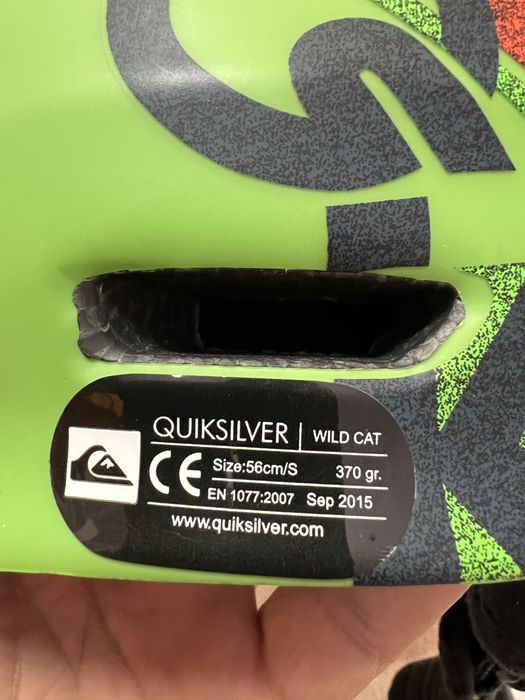 QUIKSILVER | WILD CAT
CE Size:56cm/S 370 gr.
EN 1077:2007 Sep 2015
www.quiksilver.com